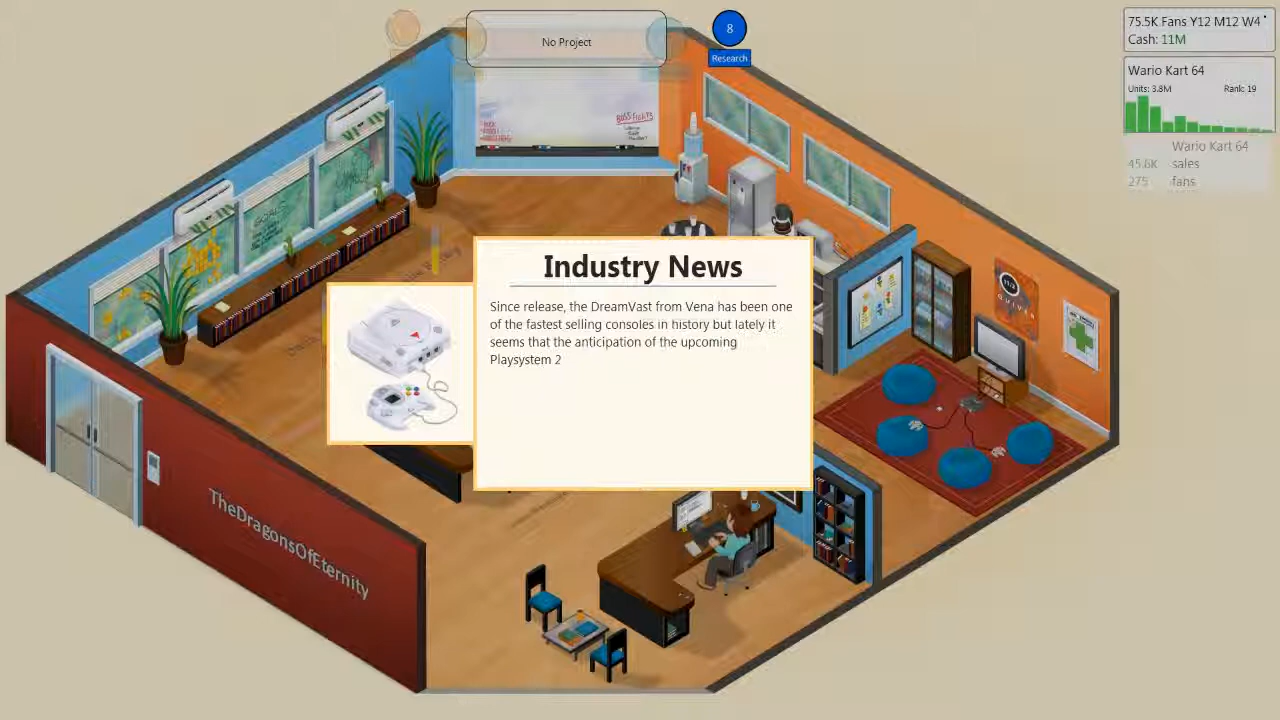 No Project
8
Research
75.5K Fans Y12 M12 W4
Cash: 11M
Wario Kart 64
Units: 3.8M
Rank: 19
Wario Kart 64
45.6K sales
275 fans
BUSS FIGHTS
Industry News
Since release, the DreamVast from Vena has been one
of the fastest selling consoles in history but lately it
seems that the anticipation of the upcoming
Playsystem 2
GOALS
TheDragonsOfEternity